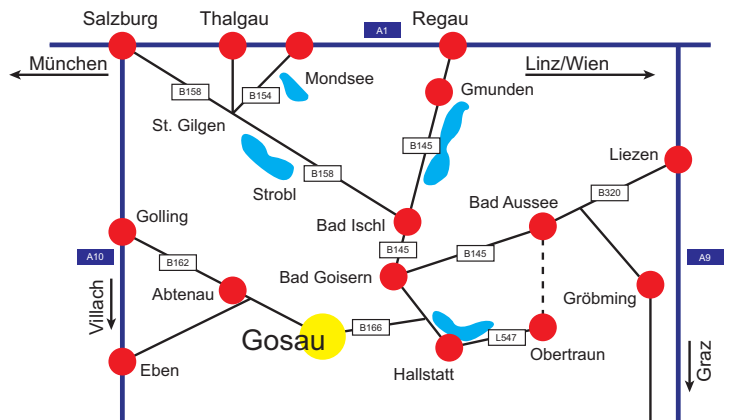 Salzburg
Thalgau
Regau
A1
München
Mondsee
Linz/Wien
B158
B154
Gmunden
St. Gilgen
B145
Liezen
Strobl
B158
B320
Bad Aussee
Golling
Bad Ischl
B145
B145
A10
B162
A9
Bad Goisern
Abtenau
Gröbming
Villach
B166
Gosau
L547
Obertraun
Eben
Hallstatt
Graz